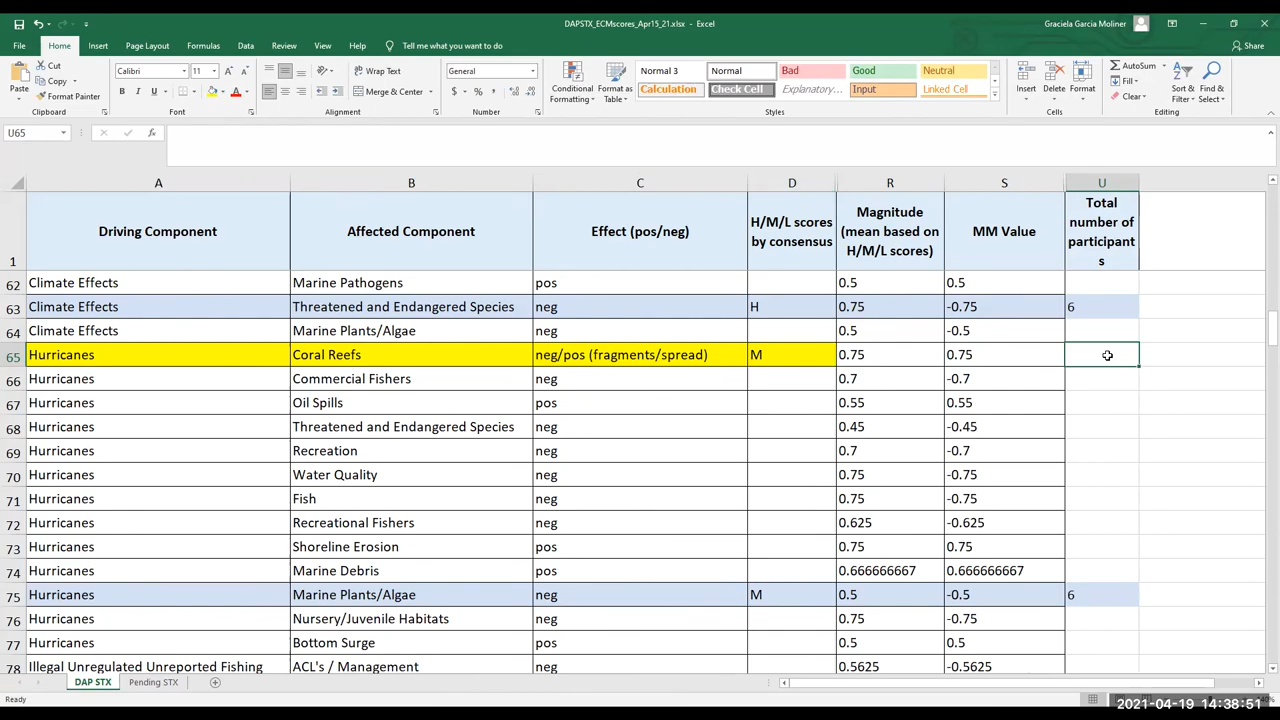 DAPSTX_ECMscores_Apr15_21.xlsx - Excel
Graciela Garcia Moliner
File Home Insert Page Layout Formulas Data Review View Help Tell me what you want to do Share
Paste Cut Copy Format Painter Clipboard
Calibri 11 B I U A Font
Wrap Text Merge & Center Alignment
General $ % , Number
Conditional Formatting Format as Table
Normal 3 Normal Bad Good Neutral
Calculation Check Cell Explanatory... Input Linked Cell
Styles
Insert Delete Format Cells
AutoSum Fill Clear Sort & Filter Find & Select Editing
U65 fx
A B C D R S U
1 Driving Component Affected Component Effect (pos/neg) H/M/L scores by consensus Magnitude (mean based on H/M/L scores) MM Value Total number of participants
62 Climate Effects Marine Pathogens pos 0.5 0.5
63 Climate Effects Threatened and Endangered Species neg H 0.75 -0.75 6
64 Climate Effects Marine Plants/Algae neg 0.5 -0.5
65 Hurricanes Coral Reefs neg/pos (fragments/spread) M 0.75 0.75
66 Hurricanes Commercial Fishers neg 0.7 -0.7
67 Hurricanes Oil Spills pos 0.55 0.55
68 Hurricanes Threatened and Endangered Species neg 0.45 -0.45
69 Hurricanes Recreation neg 0.7 -0.7
70 Hurricanes Water Quality neg 0.75 -0.75
71 Hurricanes Fish neg 0.75 -0.75
72 Hurricanes Recreational Fishers neg 0.625 -0.625
73 Hurricanes Shoreline Erosion pos 0.75 0.75
74 Hurricanes Marine Debris pos 0.666666667 0.666666667
75 Hurricanes Marine Plants/Algae neg M 0.5 -0.5 6
76 Hurricanes Nursery/Juvenile Habitats neg 0.75 -0.75
77 Hurricanes Bottom Surge pos 0.5 0.5
78 Illegal Unregulated Unreported Fishing ACL's / Management neg 0.5625 -0.5625
DAP STX Pending STX
Ready
2021-04-19 14:38:51